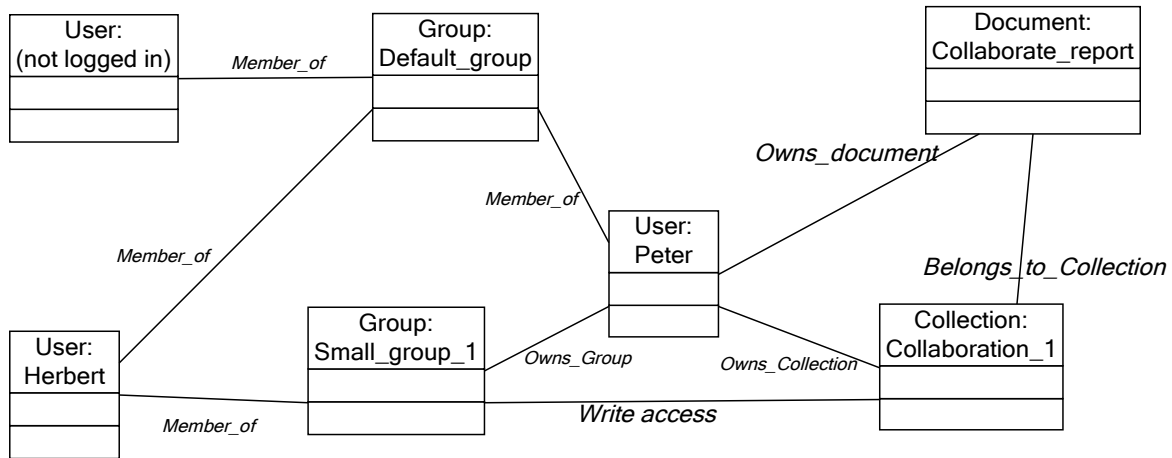 User:
(not logged in)
Member_of
Group:
Default_group
Document:
Collaborate_report
Owns_document
Member_of
User:
Peter
Member_of
Belongs_to_Collection
User:
Herbert
Group:
Small_group_1
Owns_Group
Owns_Collection
Collection:
Collaboration_1
Member_of
Write access